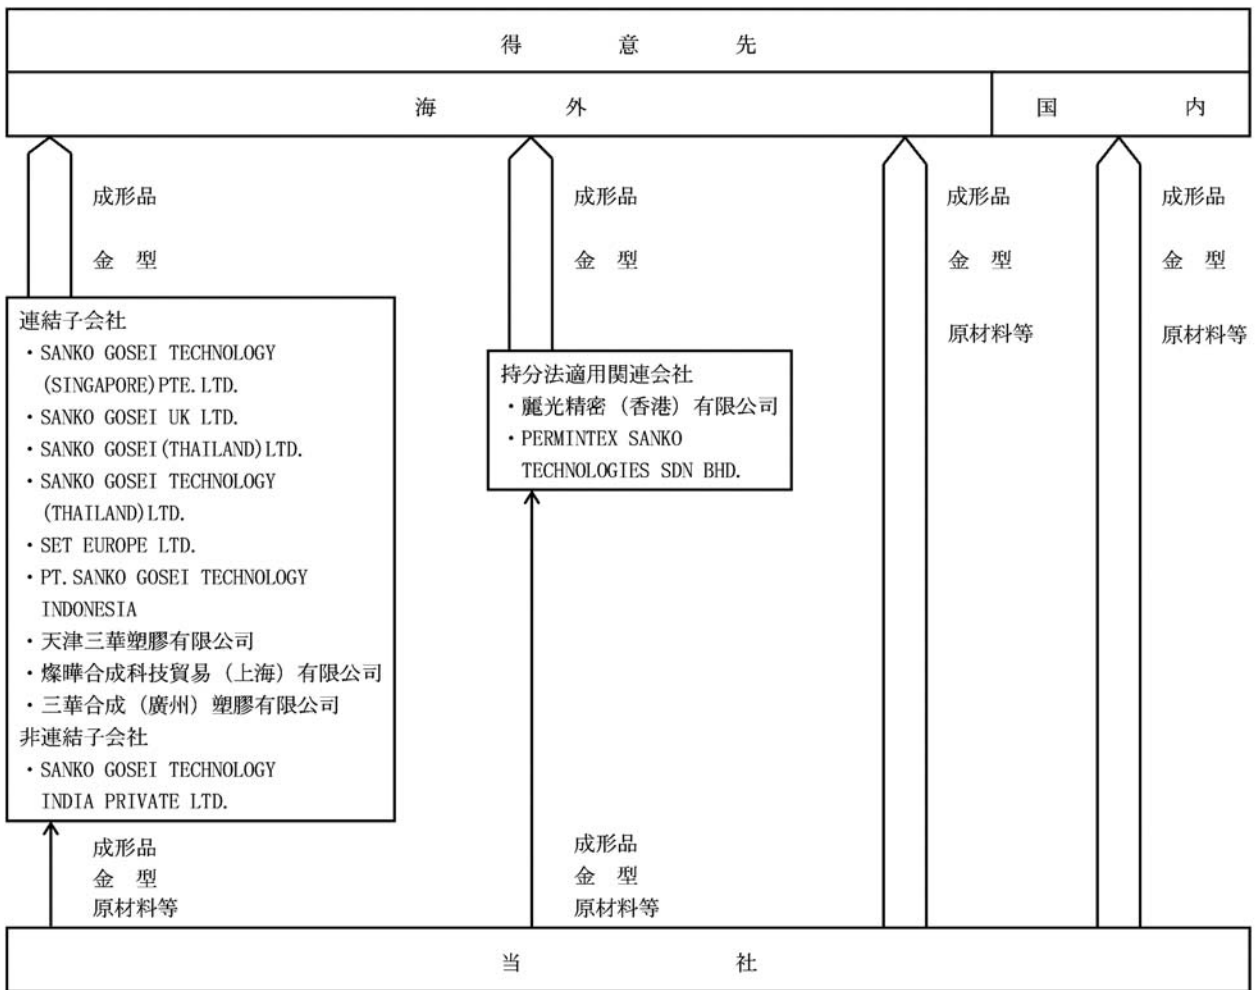 得意先
海外
国内
成形品
金型
成形品
金型
成形品
金型
原材料等
成形品
金型
原材料等
連結子会社
・SANKO GOSEI TECHNOLOGY
(SINGAPORE)PTE.LTD.
・SANKO GOSEI UK LTD.
・SANKO GOSEI(THAILAND)LTD.
・SANKO GOSEI TECHNOLOGY
(THAILAND)LTD.
・SET EUROPE LTD.
・PT.SANKO GOSEI TECHNOLOGY
INDONESIA
・天津三華塑膠有限公司
・燦曄合成科技貿易（上海）有限公司
・三華合成（廣州）塑膠有限公司
非連結子会社
・SANKO GOSEI TECHNOLOGY
INDIA PRIVATE LTD.
持分法適用関連会社
・麗光精密（香港）有限公司
・PERMINTEX SANKO
TECHNOLOGIES SDN BHD.
成形品
金型
原材料等
成形品
金型
原材料等
当社